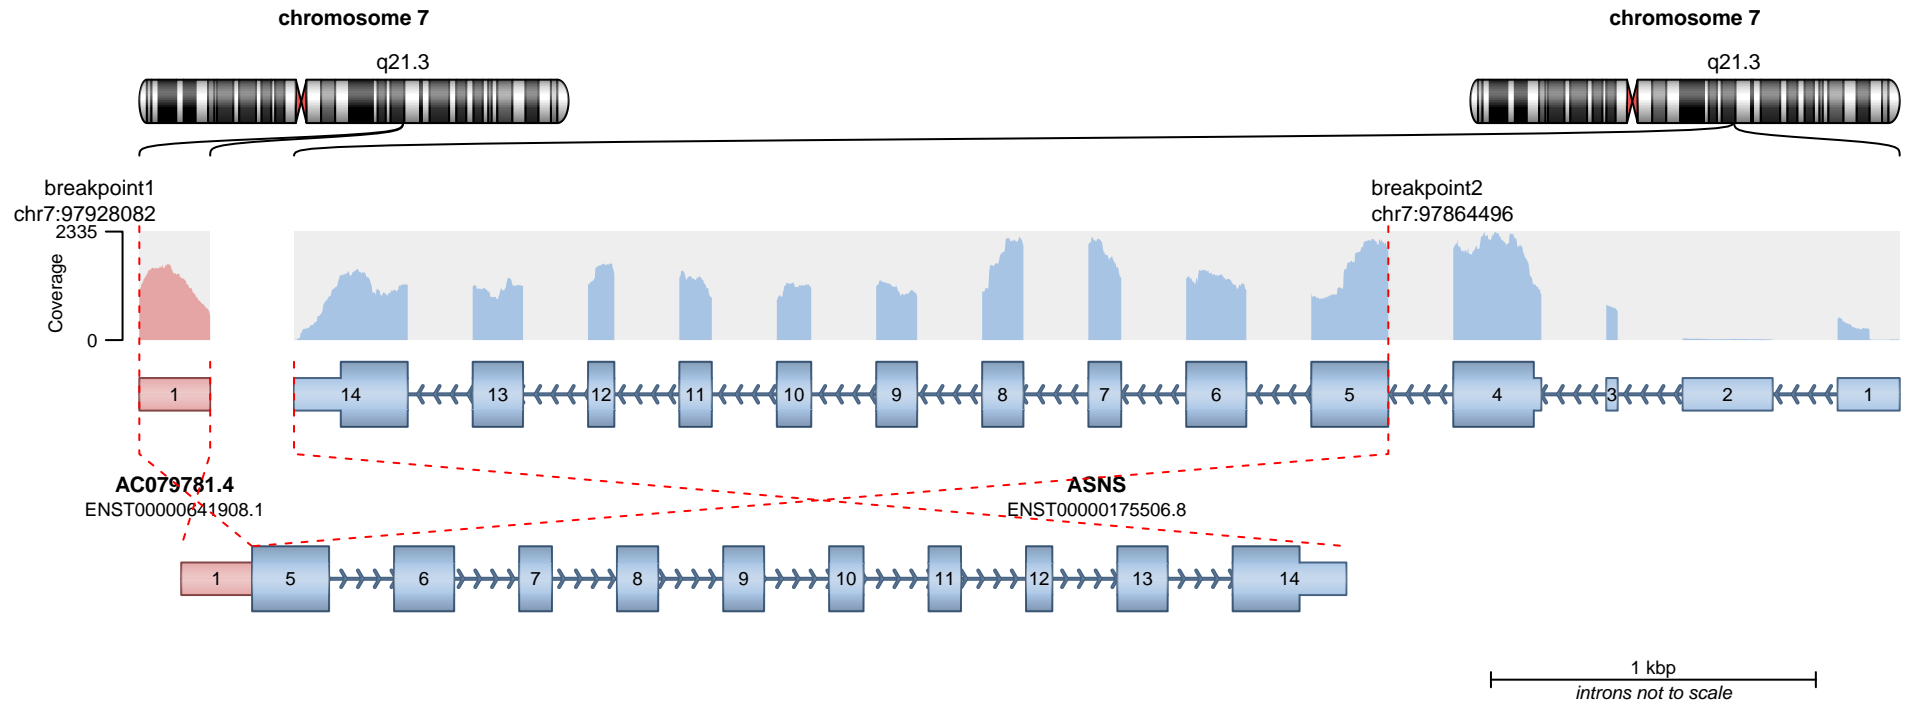 chromosome 7
chromosome 7
q21.3
q21.3
breakpoint1
chr7:97928082
breakpoint2
chr7:97864496
2335
Coverage
0
1
14
13
12
11
10
9
8
7
6
5
4
3
2
1
AC079781.4
ENST00000641908.1
ASNS
ENST00000175506.8
1
5
6
7
8
9
10
11
12
13
14
1 kbp
introns not to scale